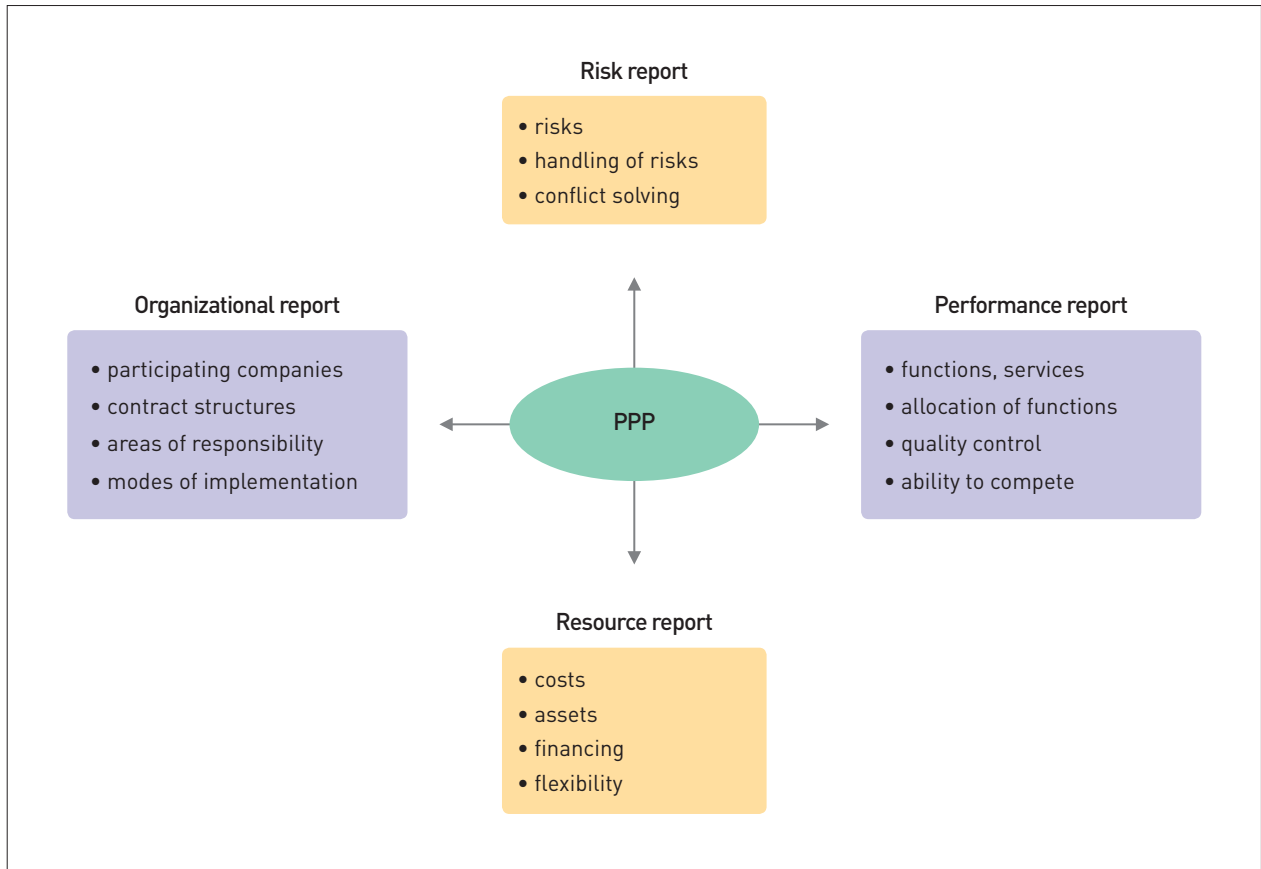 Risk report
• risks
• handling of risks
• conflict solving
Organizational report
• participating companies
• contract structures
• areas of responsibility
• modes of implementation
PPP
Performance report
• functions, services
• allocation of functions
• quality control
• ability to compete
Resource report
• costs
• assets
• financing
• flexibility